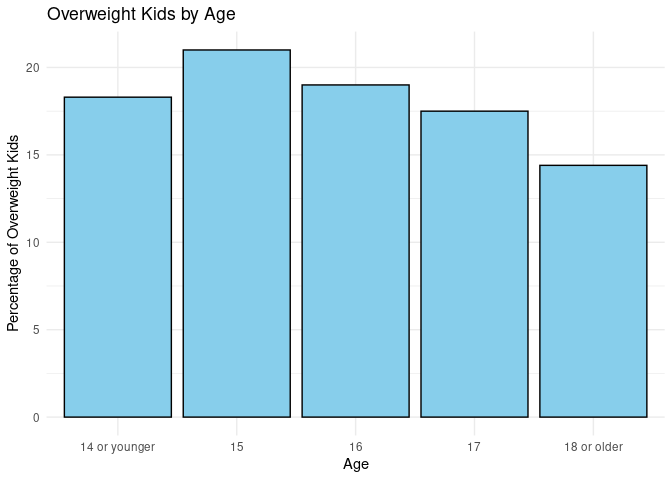 Overweight Kids by Age
Percentage of Overweight Kids
20
15
10
5
0
14 or younger
15
16
17
18 or older
Age